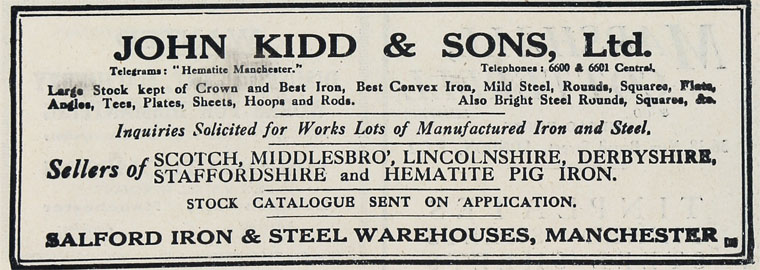 JOHN KIDD & SONS, Ltd.
Telegrams: "Hematite Manchester." Telephones: 6600 & 6601 Central.
Large Stock kept of Crown and Best Iron, Best Convex Iron, Mild Steel, Rounds, Squares, Flats,
Angles, Tees, Plates, Sheets, Hoops and Rods. Also Bright Steel Rounds, Squares, &c.
Inquiries Solicited for Works Lots of Manufactured Iron and Steel.
Sellers of SCOTCH, MIDDLESBRO', LINCOLNSHIRE, DERBYSHIRE,
STAFFORDSHIRE and HEMATITE PIG IRON.
STOCK CATALOGUE SENT ON APPLICATION.
SALFORD IRON & STEEL WAREHOUSES, MANCHESTER